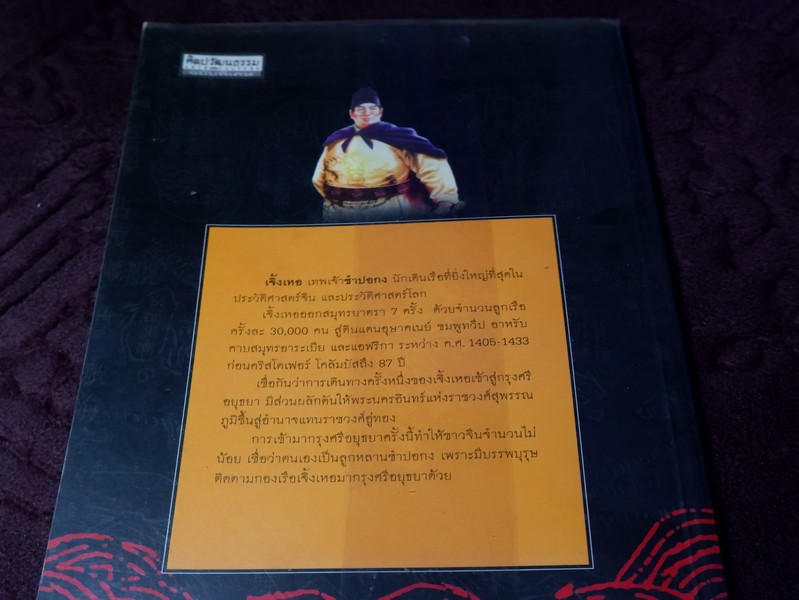 ศิลปวัฒนธรรม
ฉบับพิเศษ
เจิ้งเหอ เทพเจ้าซำปอกง นักเดินเรือที่ยิ่งใหญ่ที่สุดใน
ประวัติศาสตร์จีน และประวัติศาสตร์โลก
เจิ้งเหอออกสมุทรยาตรา 7 ครั้ง ด้วยจำนวนลูกเรือ
ครั้งละ 30,000 คน สู่ดินแดนอุษาคเนย์ ชมพูทวีป อาหรับ
คาบสมุทรอาระเบีย และแอฟริกา ระหว่าง ค.ศ. 1405-1433
ก่อนคริสโตเฟอร์ โคลัมบัสถึง 87 ปี
เชื่อกันว่าการเดินทางครั้งหนึ่งของเจิ้งเหอเข้าสู่กรุงศรี
อยุธยา มีส่วนผลักดันให้พระนครอินทร์แห่งราชวงศ์สุพรรณ
ภูมิขึ้นสู่อำนาจแทนราชวงศ์อู่ทอง
การเข้ามากรุงศรีอยุธยาครั้งนี้ทำให้ชาวจีนจำนวนไม่
น้อย เชื่อว่าตนเองเป็นลูกหลานซำปอกง เพราะมีบรรพบุรุษ
ติดตามกองเรือเจิ้งเหอมากรุงศรีอยุธยาด้วย